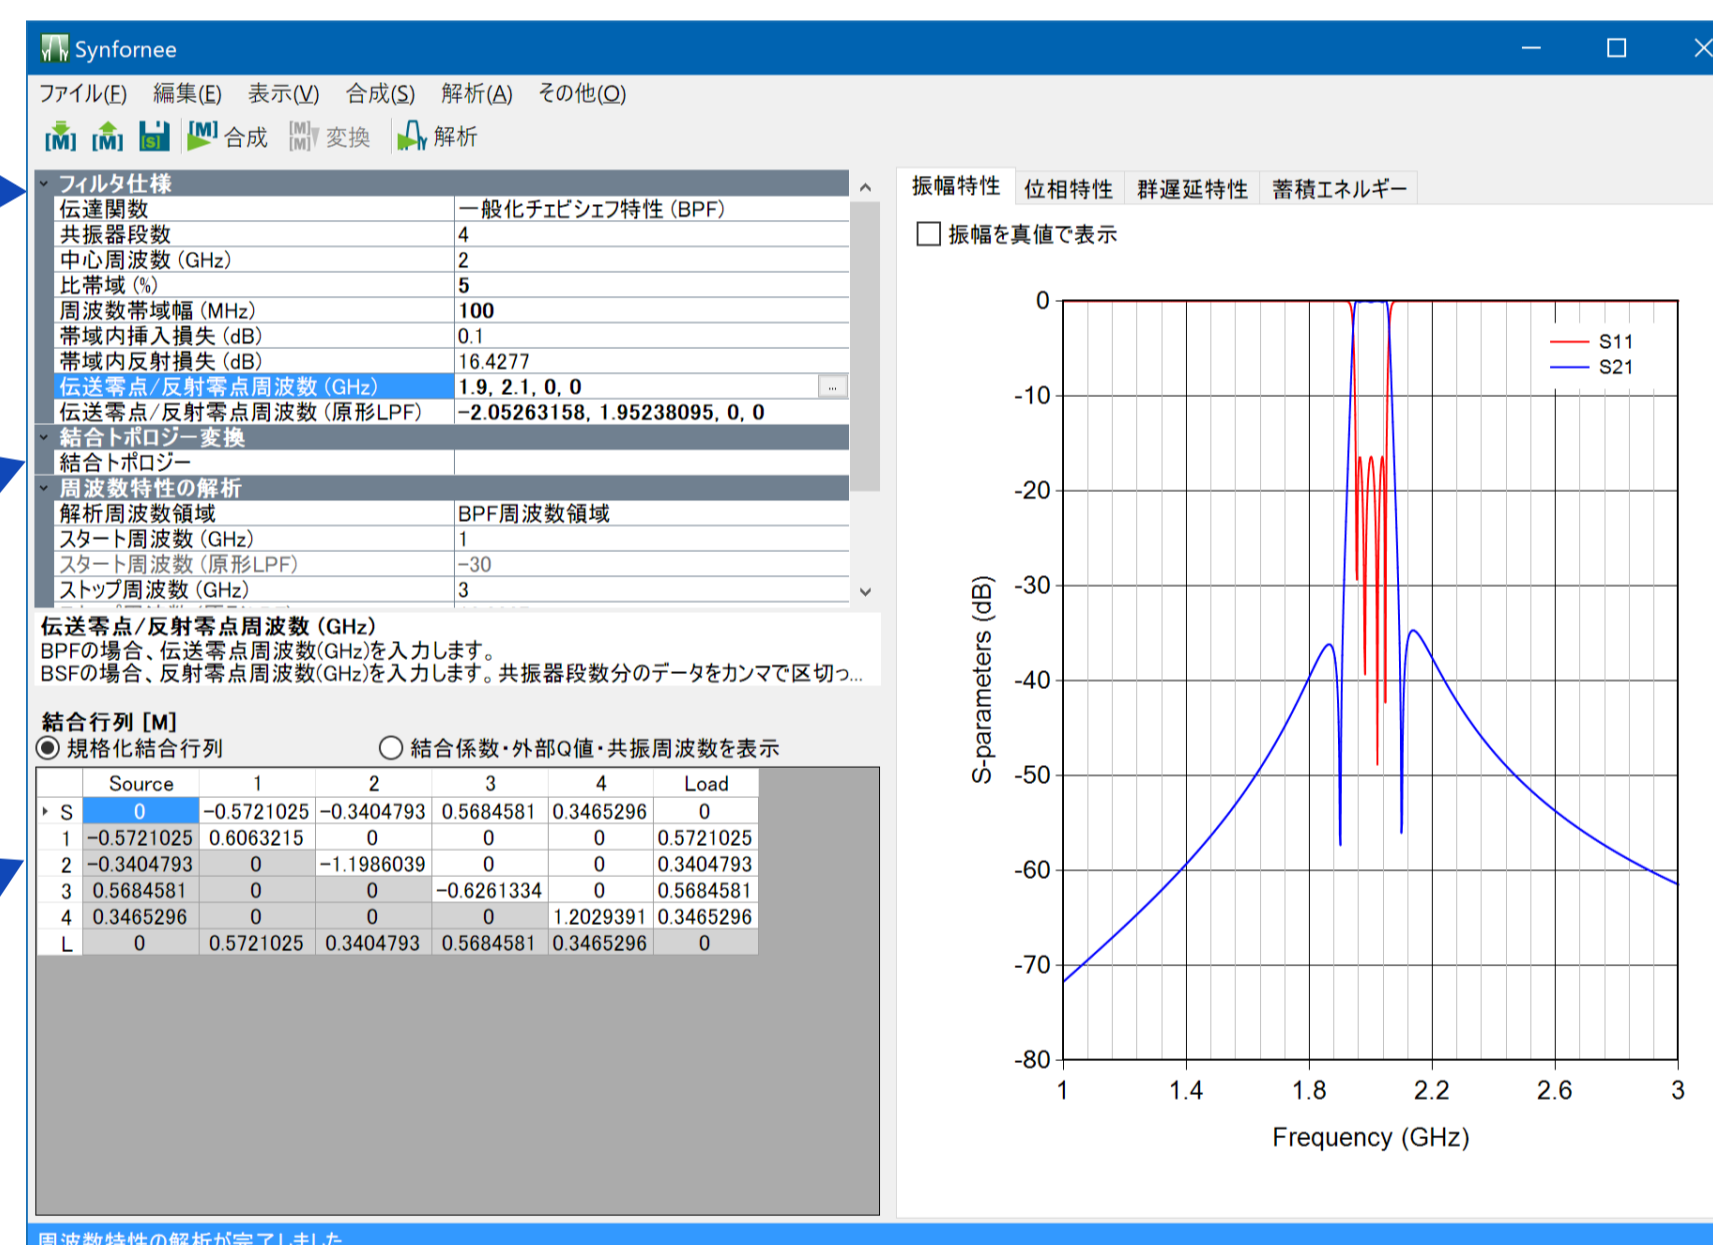 Synfornee
ファイル(F) 編集(E) 表示(V) 合成(S) 解析(A) その他(O)
[M] [M] [S] [M] 合成 [M] [M] 変換 解析
フィルタ仕様
伝達関数 一般化チェビシェフ特性 (BPF)
共振器段数 4
中心周波数 (GHz) 2
比帯域 (%) 5
周波数帯域幅 (MHz) 100
帯域内挿入損失 (dB) 0.1
帯域内反射損失 (dB) 16.4277
伝送零点/反射零点周波数 (GHz) 1.9, 2.1, 0, 0 ...
伝送零点/反射零点周波数 (原形LPF) -2.05263158, 1.95238095, 0, 0
結合トポロジー変換
結合トポロジー
周波数特性の解析
解析周波数領域 BPF周波数領域
スタート周波数 (GHz) 1
スタート周波数 (原形LPF) -30
ストップ周波数 (GHz) 3
伝送零点/反射零点周波数 (GHz)
BPFの場合、伝送零点周波数(GHz)を入力します。
BSFの場合、反射零点周波数(GHz)を入力します。共振器段数分のデータをカンマで区切っ...
結合行列 [M]
規格化結合行列 結合係数・外部Q値・共振周波数を表示
Source 1 2 3 4 Load
S 0 -0.5721025 -0.3404793 0.5684581 0.3465296 0
1 -0.5721025 0.6063215 0 0 0 0.5721025
2 -0.3404793 0 -1.1986039 0 0 0.3404793
3 0.5684581 0 0 -0.6261334 0 0.5684581
4 0.3465296 0 0 0 1.2029391 0.3465296
L 0 0.5721025 0.3404793 0.5684581 0.3465296 0
振幅特性 位相特性 群遅延特性 蓄積エネルギー
振幅を真値で表示
S-parameters (dB)
0
-10
-20
-30
-40
-50
-60
-70
-80
S11
S21
1 1.4 1.8 2.2 2.6 3
Frequency (GHz)
周波数特性の解析が完了しました